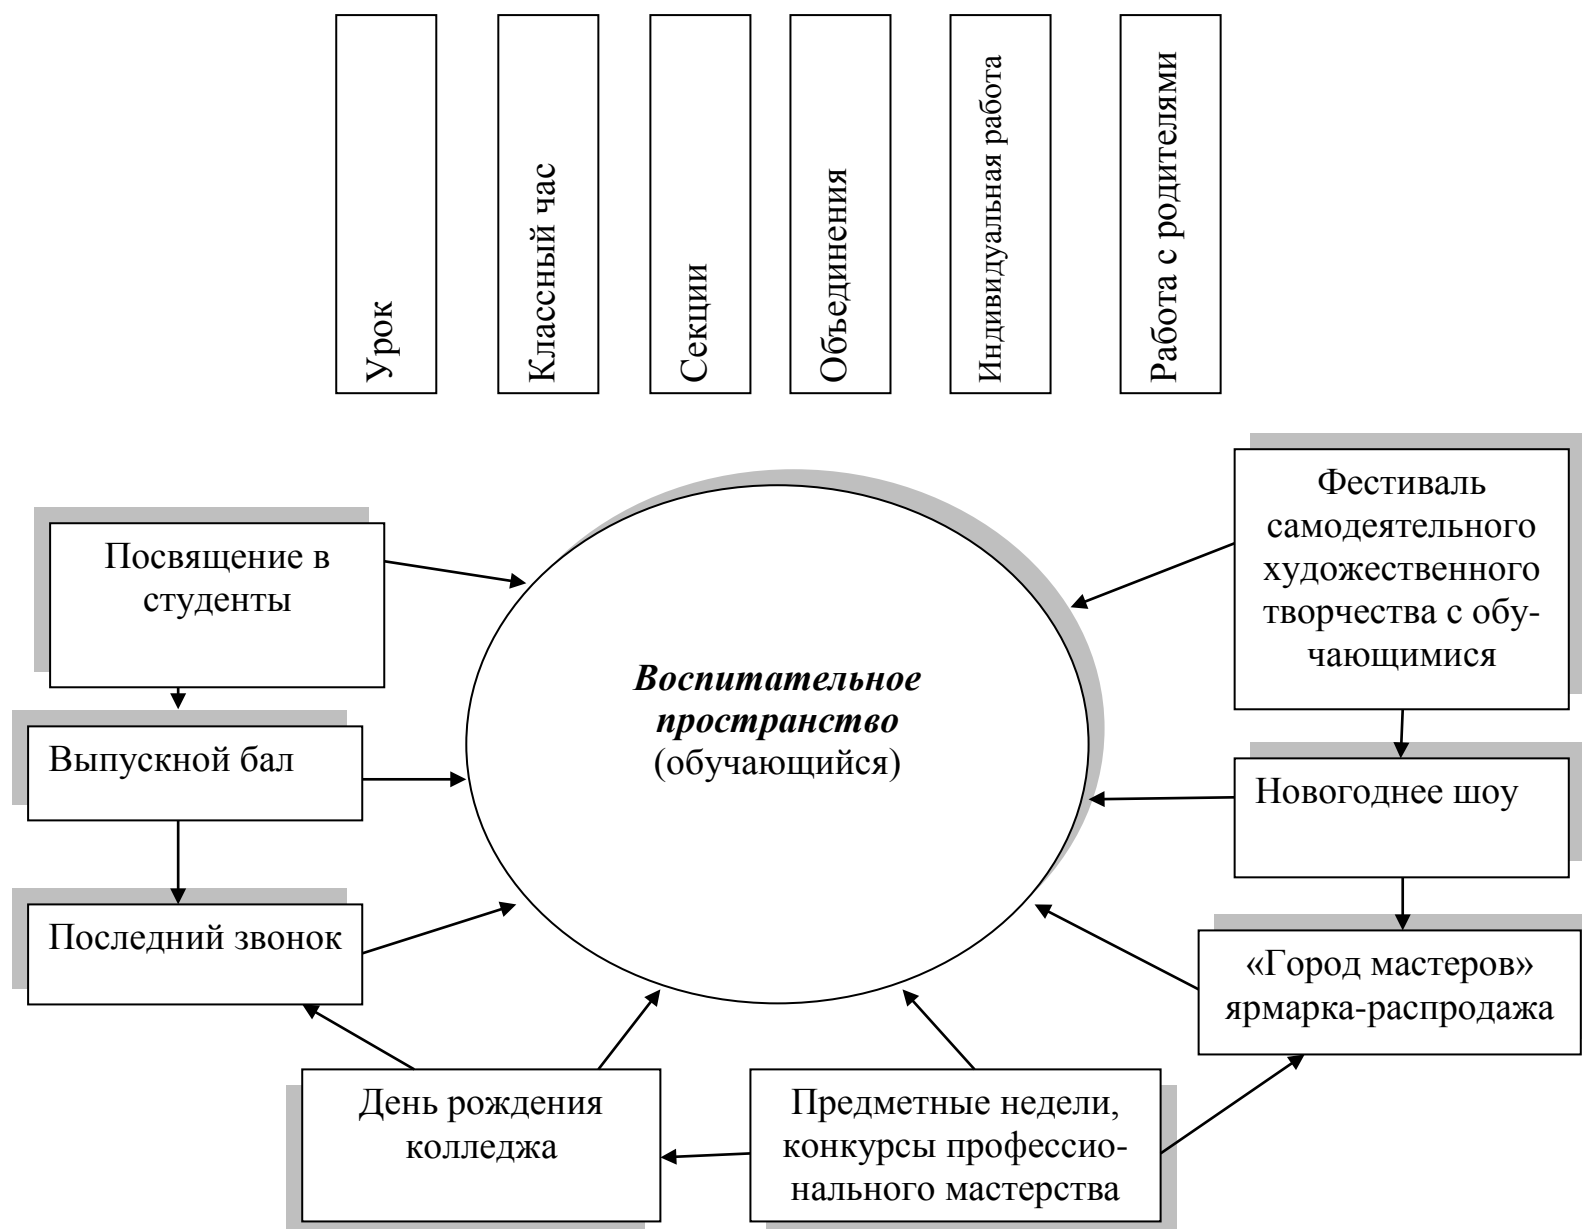 Урок
Классный час
Секции
Объединения
Индивидуальная работа
Работа с родителями
Посвящение в
студенты
Выпускной бал
Последний звонок
Воспитательное
пространство
(обучающийся)
Фестиваль
самодеятельного
художественного
творчества с обу-
чающимися
Новогоднее шоу
«Город мастеров»
ярмарка-распродажа
День рождения
колледжа
Предметные недели,
конкурсы профессио-
нального мастерства